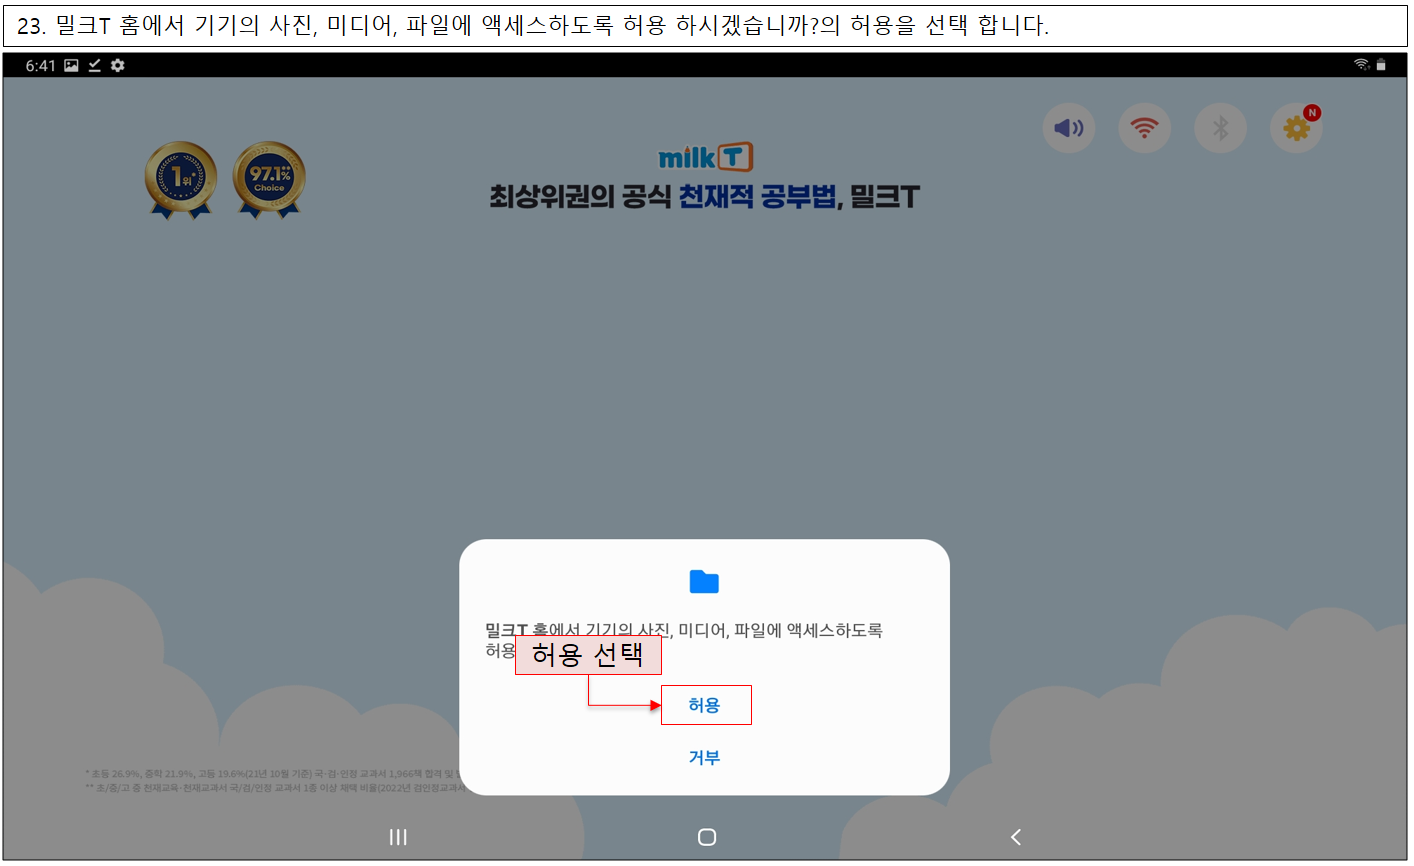 23. 밀크T 홈에서 기기의 사진, 미디어, 파일에 액세스하도록 허용 하시겠습니까?의 허용을 선택 합니다.
6:41
N
1위*
97.1%**
Choice
milk T
최상위권의 공식 천재적 공부법, 밀크T
밀크T 홈에서 기기의 사진, 미디어, 파일에 액세스하도록
허용
허용 선택
허용
거부
* 초등 26.9%, 중학 21.9%, 고등 19.6%(21년 10월 기준) 국·검·인정 교과서 1,966책 합격 및
** 초/중/고 중 천재교육·천재교과서 국/검/인정 교과서 1종 이상 채택 비율(2022년 검인정교과서